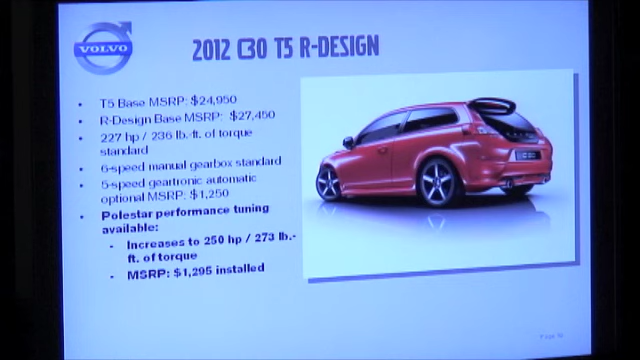 VOLVO
2012 C30 T5 R-DESIGN
• T5 Base MSRP: $24,950
• R-Design Base MSRP: $27,450
• 227 hp / 236 lb.-ft. of torque
standard
• 6-speed manual gearbox standard
• 5-speed geartronic automatic
optional MSRP: $1,250
• Polestar performance tuning
available:
- Increases to 250 hp / 273 lb.-
ft. of torque
- MSRP: $1,295 installed